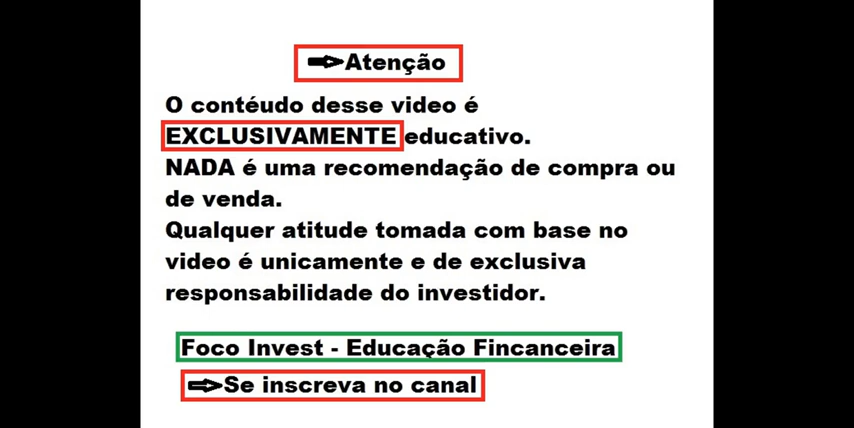 ⇨Atenção
O contéudo desse video é
EXCLUSIVAMENTE educativo.
NADA é uma recomendação de compra ou
de venda.
Qualquer atitude tomada com base no
video é unicamente e de exclusiva
responsabilidade do investidor.
Foco Invest - Educação Fincanceira
⇨Se inscreva no canal